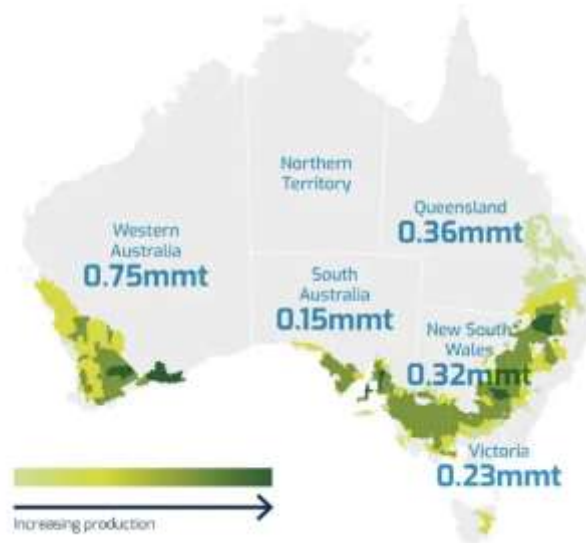 Northern
Territory
Queensland
0.36mmt
Western
Australia
0.75mmt
South
Australia
0.15mmt
New South
Wales
0.32mmt
Victoria
0.23mmt
Increasing production